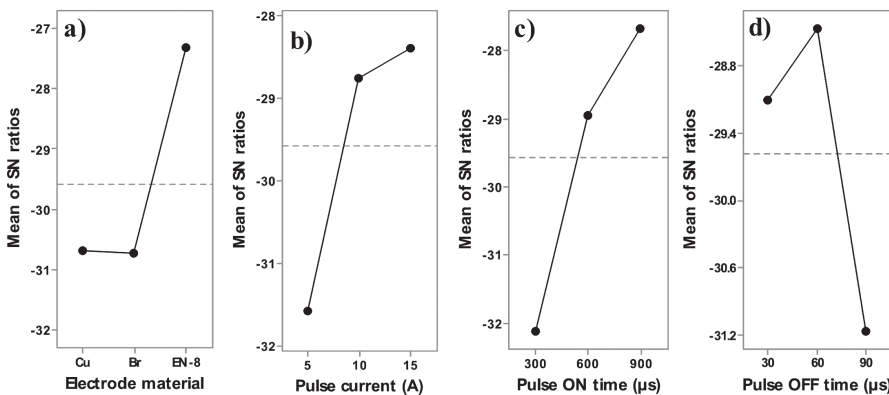 a)
Mean of SN ratios
-27
-28
-29
-30
-31
-32
Cu Br EN-8
Electrode material
b)
Mean of SN ratios
-28
-29
-30
-31
-32
5 10 15
Pulse current (A)
c)
Mean of SN ratios
-28
-29
-30
-31
-32
300 600 900
Pulse ON time (µs)
d)
Mean of SN ratios
-28.8
-29.4
-30.0
-30.6
-31.2
30 60 90
Pulse OFF time (µs)